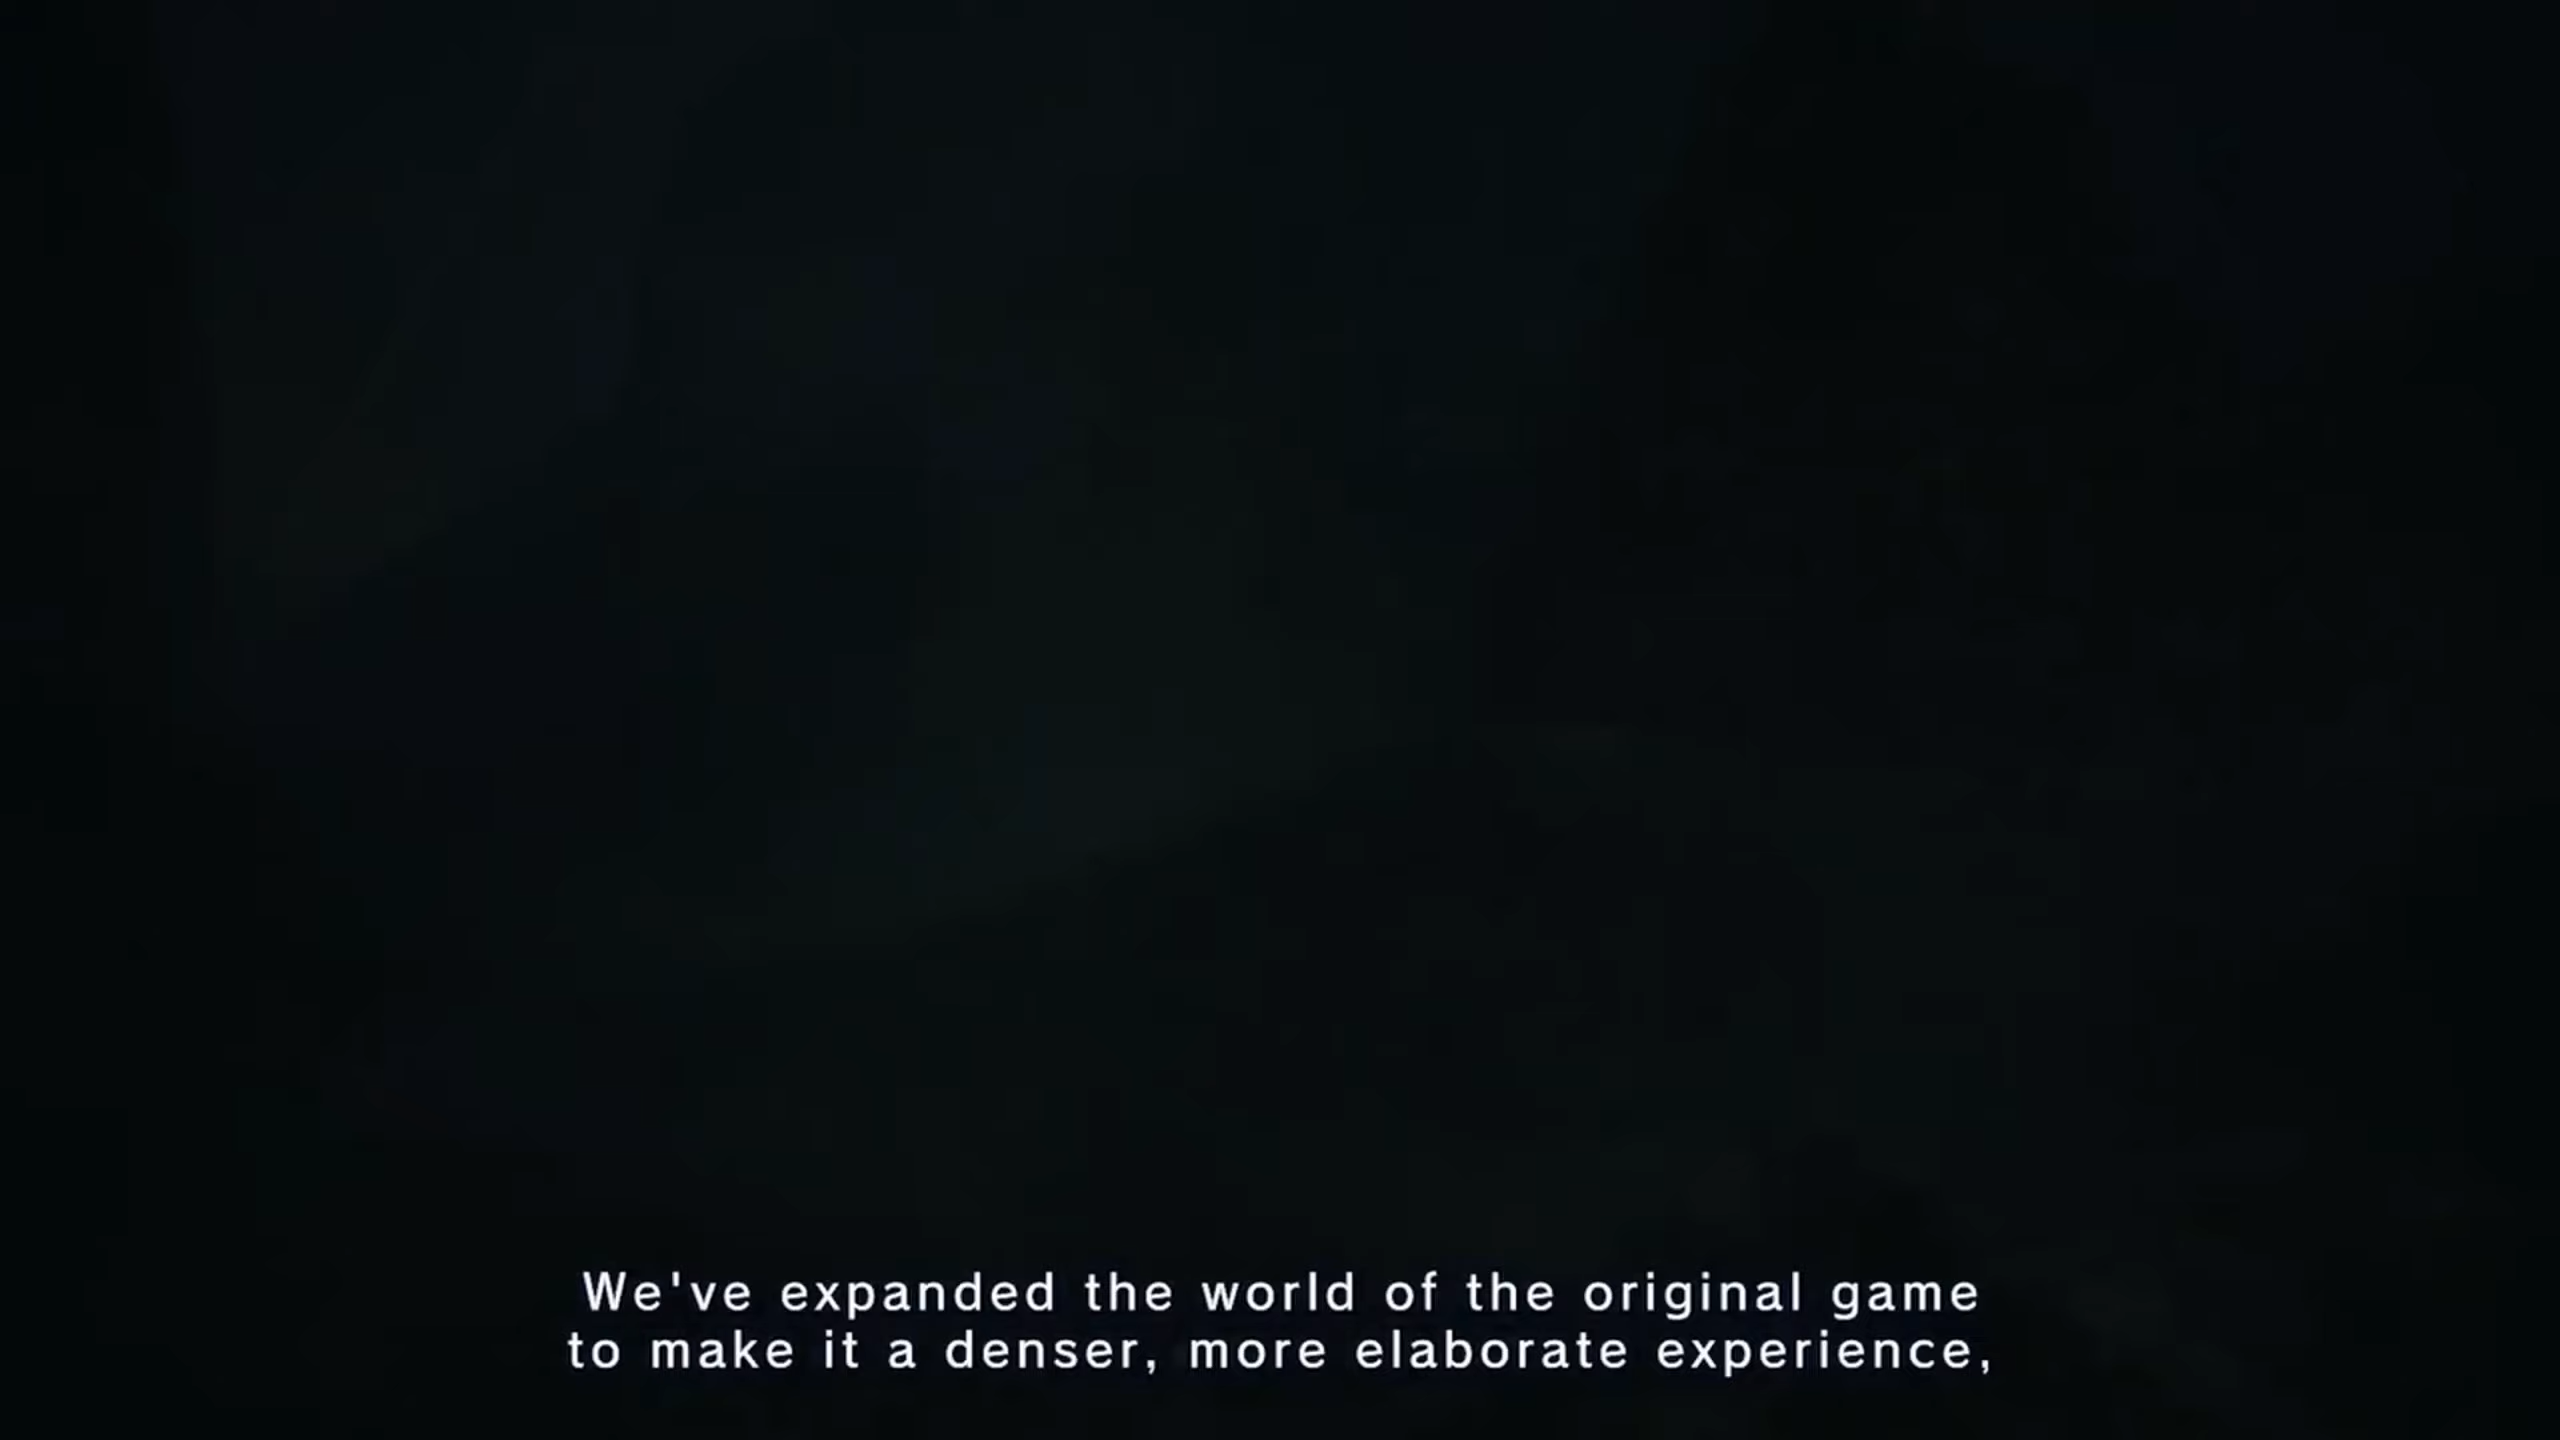 We've expanded the world of the original game
to make it a denser, more elaborate experience,